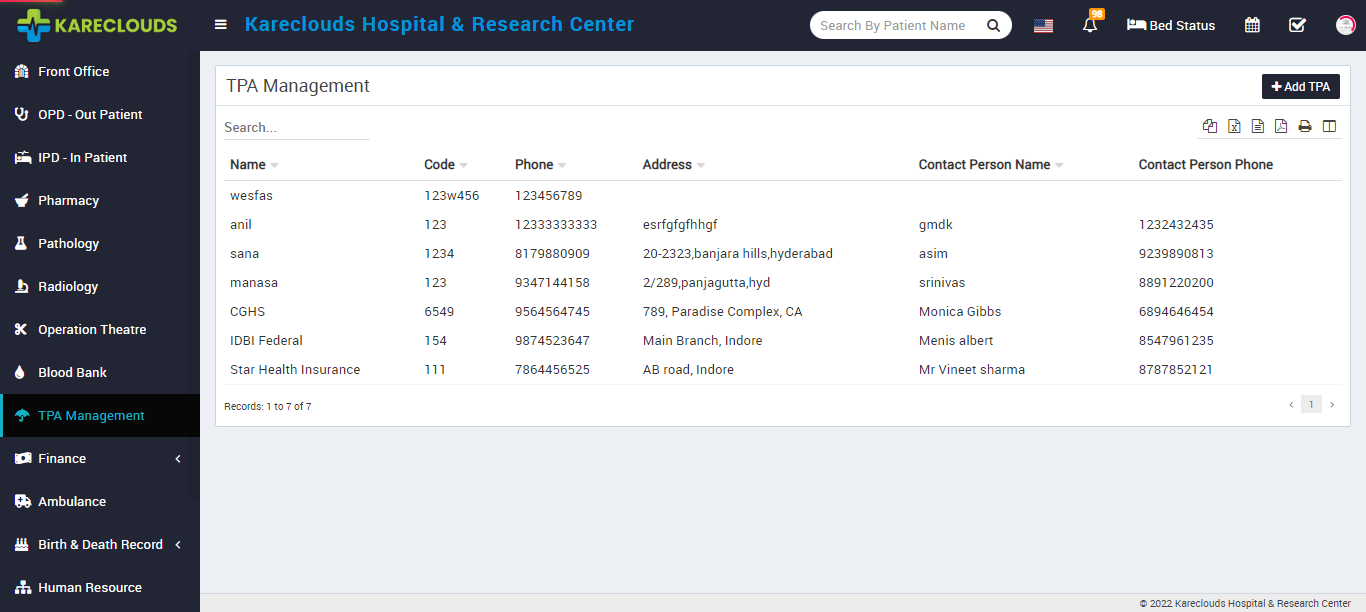 KARECLOUDS
Kareclouds Hospital & Research Center
Search By Patient Name
98
Bed Status
Front Office
OPD - Out Patient
IPD - In Patient
Pharmacy
Pathology
Radiology
Operation Theatre
Blood Bank
TPA Management
Finance
Ambulance
Birth & Death Record
Human Resource
TPA Management
Add TPA
Search...
Name Code Phone Address Contact Person Name Contact Person Phone
wesfas 123w456 123456789
anil 123 12333333333 esrfgfgfhhgf gmdk 1232432435
sana 1234 8179880909 20-2323,banjara hills,hyderabad asim 9239890813
manasa 123 9347144158 2/289,panjagutta,hyd srinivas 8891220200
CGHS 6549 9564564745 789, Paradise Complex, CA Monica Gibbs 6894646454
IDBI Federal 154 9874523647 Main Branch, Indore Menis albert 8547961235
Star Health Insurance 111 7864456525 AB road, Indore Mr Vineet sharma 8787852121
Records: 1 to 7 of 7
1
© 2022 Kareclouds Hospital & Research Center